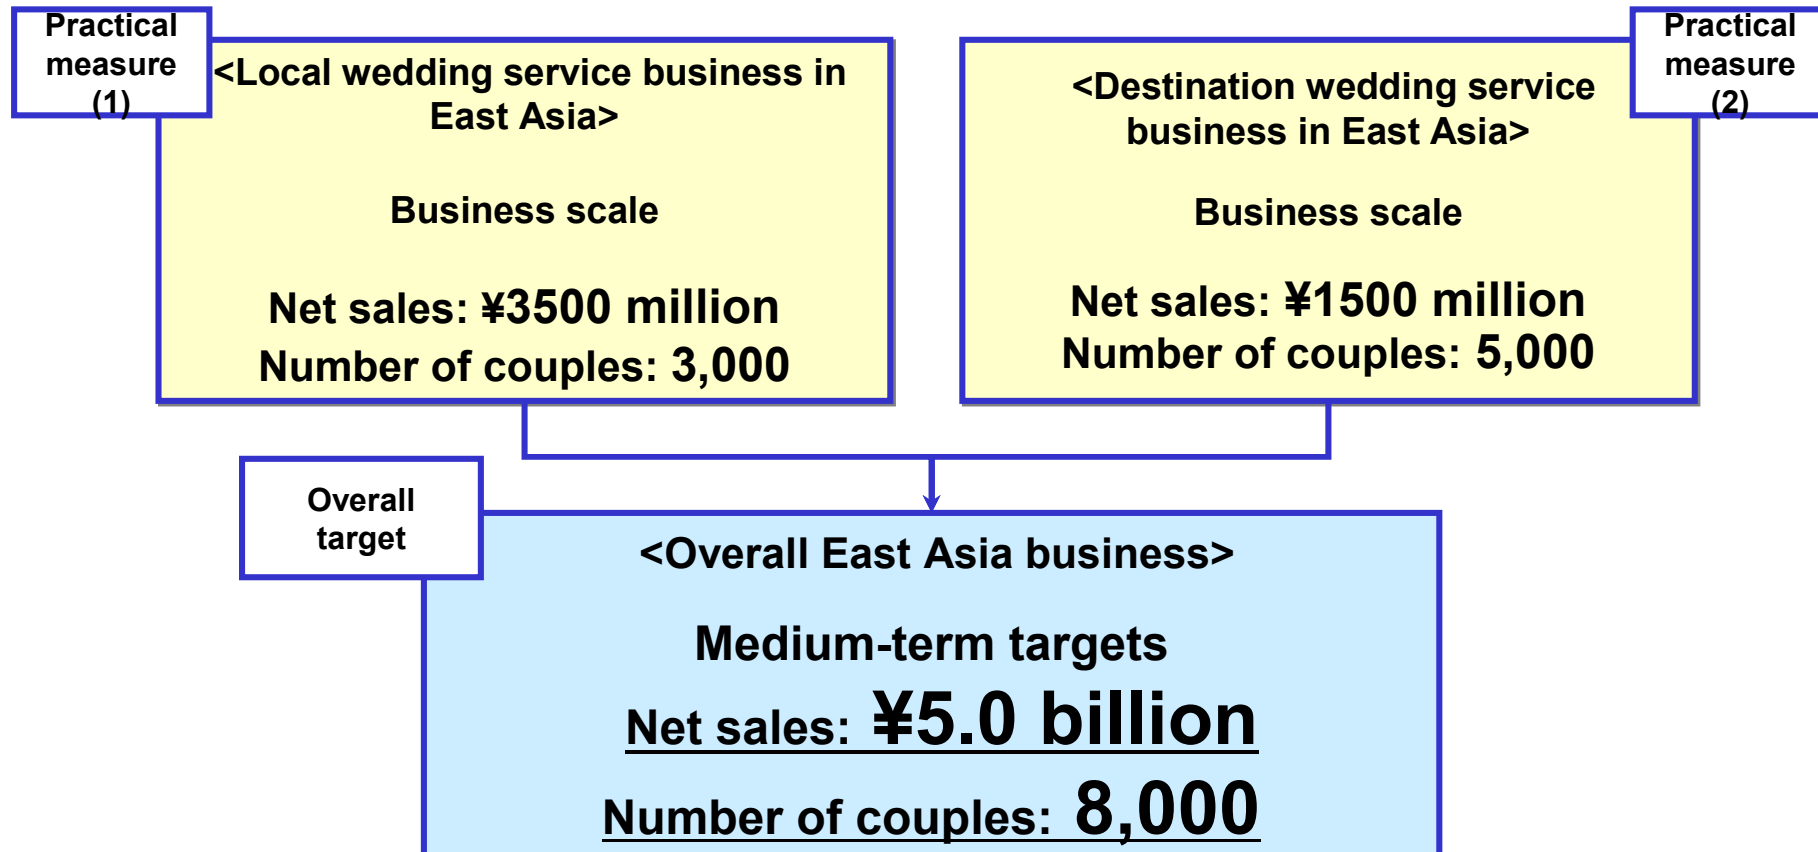 Practical
measure
(1)
<Local wedding service business in
East Asia>
Business scale
Net sales: ¥3500 million
Number of couples: 3,000
Practical
measure
(2)
<Destination wedding service
business in East Asia>
Business scale
Net sales: ¥1500 million
Number of couples: 5,000
Overall
target
<Overall East Asia business>
Medium-term targets
Net sales: ¥5.0 billion
Number of couples: 8,000